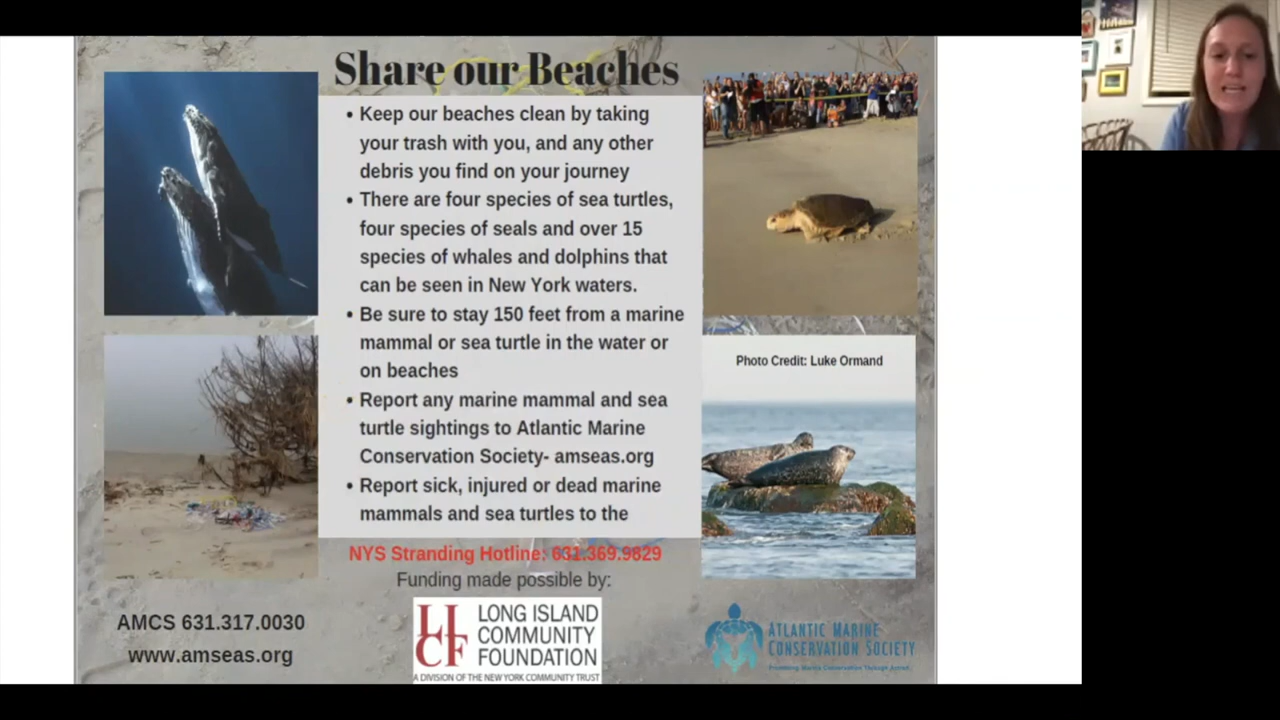 Share our Beaches
• Keep our beaches clean by taking
your trash with you, and any other
debris you find on your journey
• There are four species of sea turtles,
four species of seals and over 15
species of whales and dolphins that
can be seen in New York waters.
• Be sure to stay 150 feet from a marine
mammal or sea turtle in the water or
on beaches
• Report any marine mammal and sea
turtle sightings to Atlantic Marine
Conservation Society- amseas.org
• Report sick, injured or dead marine
mammals and sea turtles to the
NYS Stranding Hotline: 631.369.9829
Funding made possible by:
LICF
LONG ISLAND
COMMUNITY
FOUNDATION
A DIVISION OF THE NEW YORK COMMUNITY TRUST
Photo Credit: Luke Ormand
AMCS 631.317.0030
www.amseas.org
ATLANTIC MARINE
CONSERVATION SOCIETY
Promoting Marine Conservation Through Action